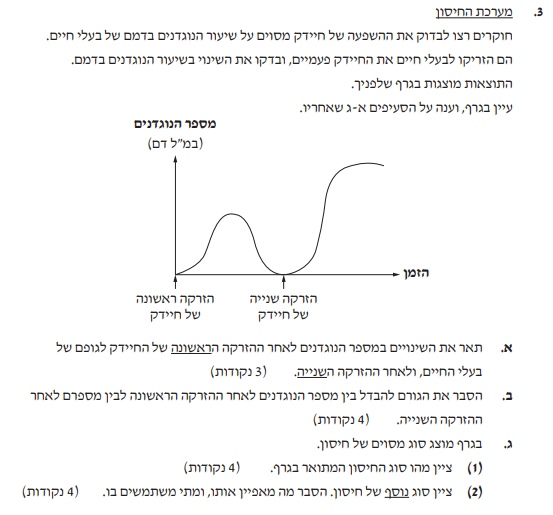 3. מערכת החיסון
חוקרים רצו לבדוק את ההשפעה של חיידק מסוים על שיעור הנוגדנים בדמם של בעלי חיים.
הם הזריקו לבעלי חיים את החיידק פעמיים, ובדקו את השינוי בשיעור הנוגדנים בדמם.
התוצאות מוצגות בגרף שלפניך.
עיין בגרף, וענה על הסעיפים א-ג שאחריו.
מספר הנוגדנים
(במ"ל דם)
הזמן
הזרקה ראשונה
של חיידק
הזרקה שנייה
של חיידק
א. תאר את השינויים במספר הנוגדנים לאחר ההזרקה הראשונה של החיידק לגופם של
בעלי החיים, ולאחר ההזרקה השנייה. (3 נקודות)
ב. הסבר את הגורם להבדל בין מספר הנוגדנים לאחר ההזרקה הראשונה לבין מספרם לאחר
ההזרקה השנייה. (4 נקודות)
ג. בגרף מוצג סוג מסוים של חיסון.
(1) ציין מהו סוג החיסון המתואר בגרף. (4 נקודות)
(2) ציין סוג נוסף של חיסון. הסבר מה מאפיין אותו, ומתי משתמשים בו. (4 נקודות)